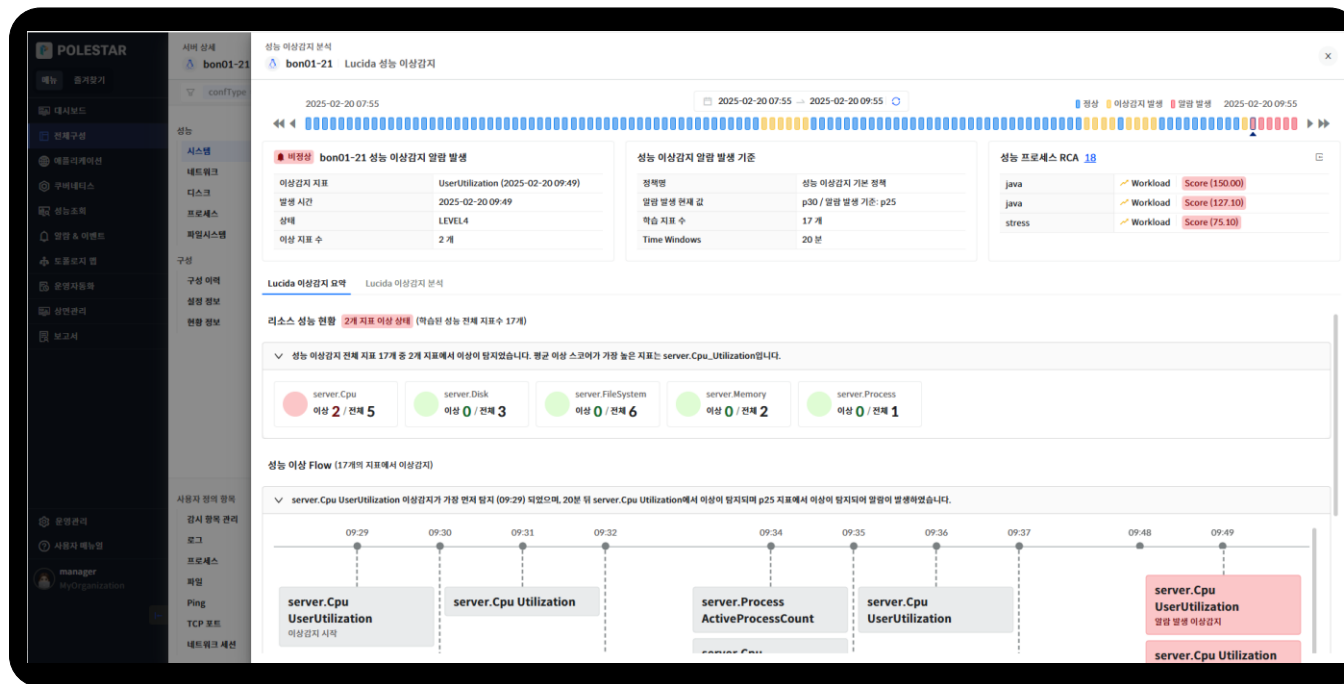 POLESTAR
메뉴 즐겨찾기
대시보드
전체구성
애플리케이션
쿠버네티스
성능조회
알람 & 이벤트
토폴로지 맵
운영자동화
상면관리
보고서
운영관리
사용자 매뉴얼
manager
MyOrganization
서버 상세
bon01-21
confType
성능
시스템
네트워크
디스크
프로세스
파일시스템
구성
구성 이력
설정 정보
현황 정보
사용자 정의 항목
감시 항목 관리
로그
프로세스
파일
Ping
TCP 포트
네트워크 세션
성능 이상감지 분석
bon01-21 Lucida 성능 이상감지
2025-02-20 07:55
2025-02-20 07:55 → 2025-02-20 09:55
정상 이상감지 발생 알람 발생 2025-02-20 09:55
비정상 bon01-21 성능 이상감지 알람 발생
이상감지 지표 UserUtilization (2025-02-20 09:49)
발생 시간 2025-02-20 09:49
상태 LEVEL4
이상 지표 수 2 개
성능 이상감지 알람 발생 기준
정책명 성능 이상감지 기본 정책
알람 발생 현재 값 p30 / 알람 발생 기준: p25
학습 지표 수 17 개
Time Windows 20 분
성능 프로세스 RCA 18
java Workload Score (150.00)
java Workload Score (127.10)
stress Workload Score (75.10)
Lucida 이상감지 요약 Lucida 이상감지 분석
리소스 성능 현황 2개 지표 이상 상태 (학습된 성능 전체 지표수 17개)
성능 이상감지 전체 지표 17개 중 2개 지표에서 이상이 탐지었습니다. 평균 이상 스코어가 가장 높은 지표는 server.Cpu_Utilization입니다.
server.Cpu
이상 2 / 전체 5
server.Disk
이상 0 / 전체 3
server.FileSystem
이상 0 / 전체 6
server.Memory
이상 0 / 전체 2
server.Process
이상 0 / 전체 1
성능 이상 Flow (17개의 지표에서 이상감지)
server.Cpu UserUtilization 이상감지가 가장 먼저 탐지 (09:29) 되었으며, 20분 뒤 server.Cpu Utilization에서 이상이 탐지되며 p25 지표에서 이상이 탐지되어 알람이 발생하였습니다.
09:29 09:30 09:31 09:32 09:34 09:35 09:36 09:37 09:48 09:49
server.Cpu
UserUtilization
이상감지 시작
server.Cpu Utilization
server.Process
ActiveProcessCount
server.Cpu
server.Cpu
UserUtilization
server.Cpu
UserUtilization
알람 발생 이상감지
server.Cpu Utilization